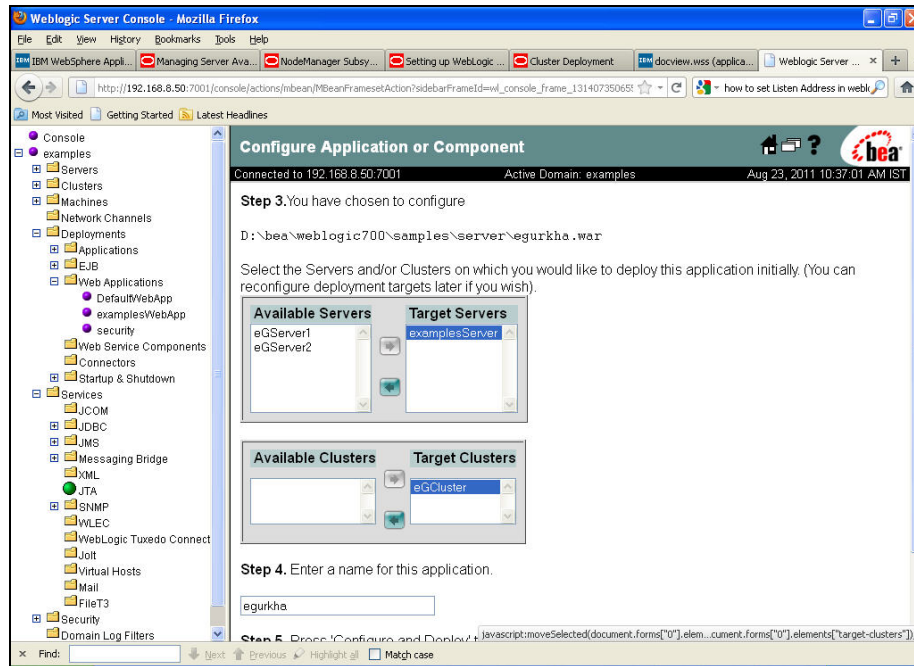 Weblogic Server Console - Mozilla Firefox
File Edit View History Bookmarks Tools Help
IBM WebSphere Appli... Managing Server Ava... NodeManager Subsy... Setting up WebLogic ... Cluster Deployment docview.wss (applica... Weblogic Server ...
http://192.168.8.50:7001/console/actions/mbean/MBeanFramesetAction?sidebarFrameId=wl_console_frame_131407350655 how to set Listen Address in weblo
Most Visited Getting Started Latest Headlines
Console
examples
Servers
Clusters
Machines
Network Channels
Deployments
Applications
EJB
Web Applications
DefaultWebApp
examplesWebApp
security
Web Service Components
Connectors
Startup & Shutdown
Services
JCOM
JDBC
JMS
Messaging Bridge
XML
JTA
SNMP
WLEC
WebLogic Tuxedo Connect
Jolt
Virtual Hosts
Mail
FileT3
Security
Domain Log Filters
Configure Application or Component
bea
Connected to 192.168.8.50:7001 Active Domain: examples Aug 23, 2011 10:37:01 AM IST
Step 3.You have chosen to configure
D:\bea\weblogic700\samples\server\egurkha.war
Select the Servers and/or Clusters on which you would like to deploy this application initially. (You can
reconfigure deployment targets later if you wish).
Available Servers Target Servers
eGServer1 examplesServer
eGServer2
Available Clusters Target Clusters
eGCluster
Step 4. Enter a name for this application.
egurkha
Step 5. Press 'Configure and Deploy' t
javascript:moveSelected(document.forms["0"].elem...cument.forms["0"].elements["target-clusters"])
Find: Next Previous Highlight all Match case